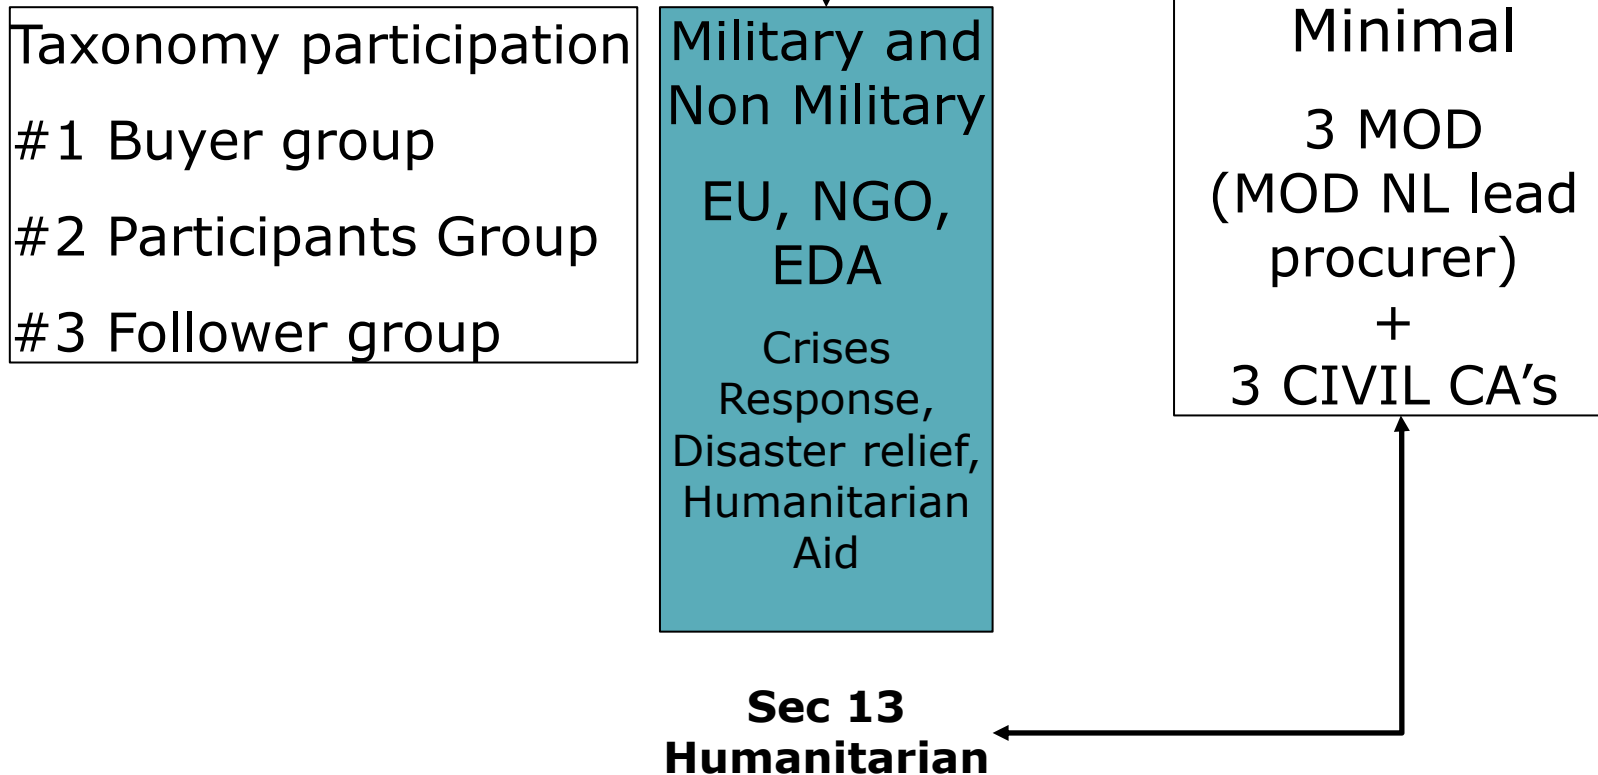 Taxonomy participation
#1 Buyer group
#2 Participants Group
#3 Follower group
Military and
Non Military
EU, NGO,
EDA
Crises
Response,
Disaster relief,
Humanitarian
Aid
Minimal
3 MOD
(MOD NL lead
procurer)
+
3 CIVIL CA’s
Sec 13
Humanitarian